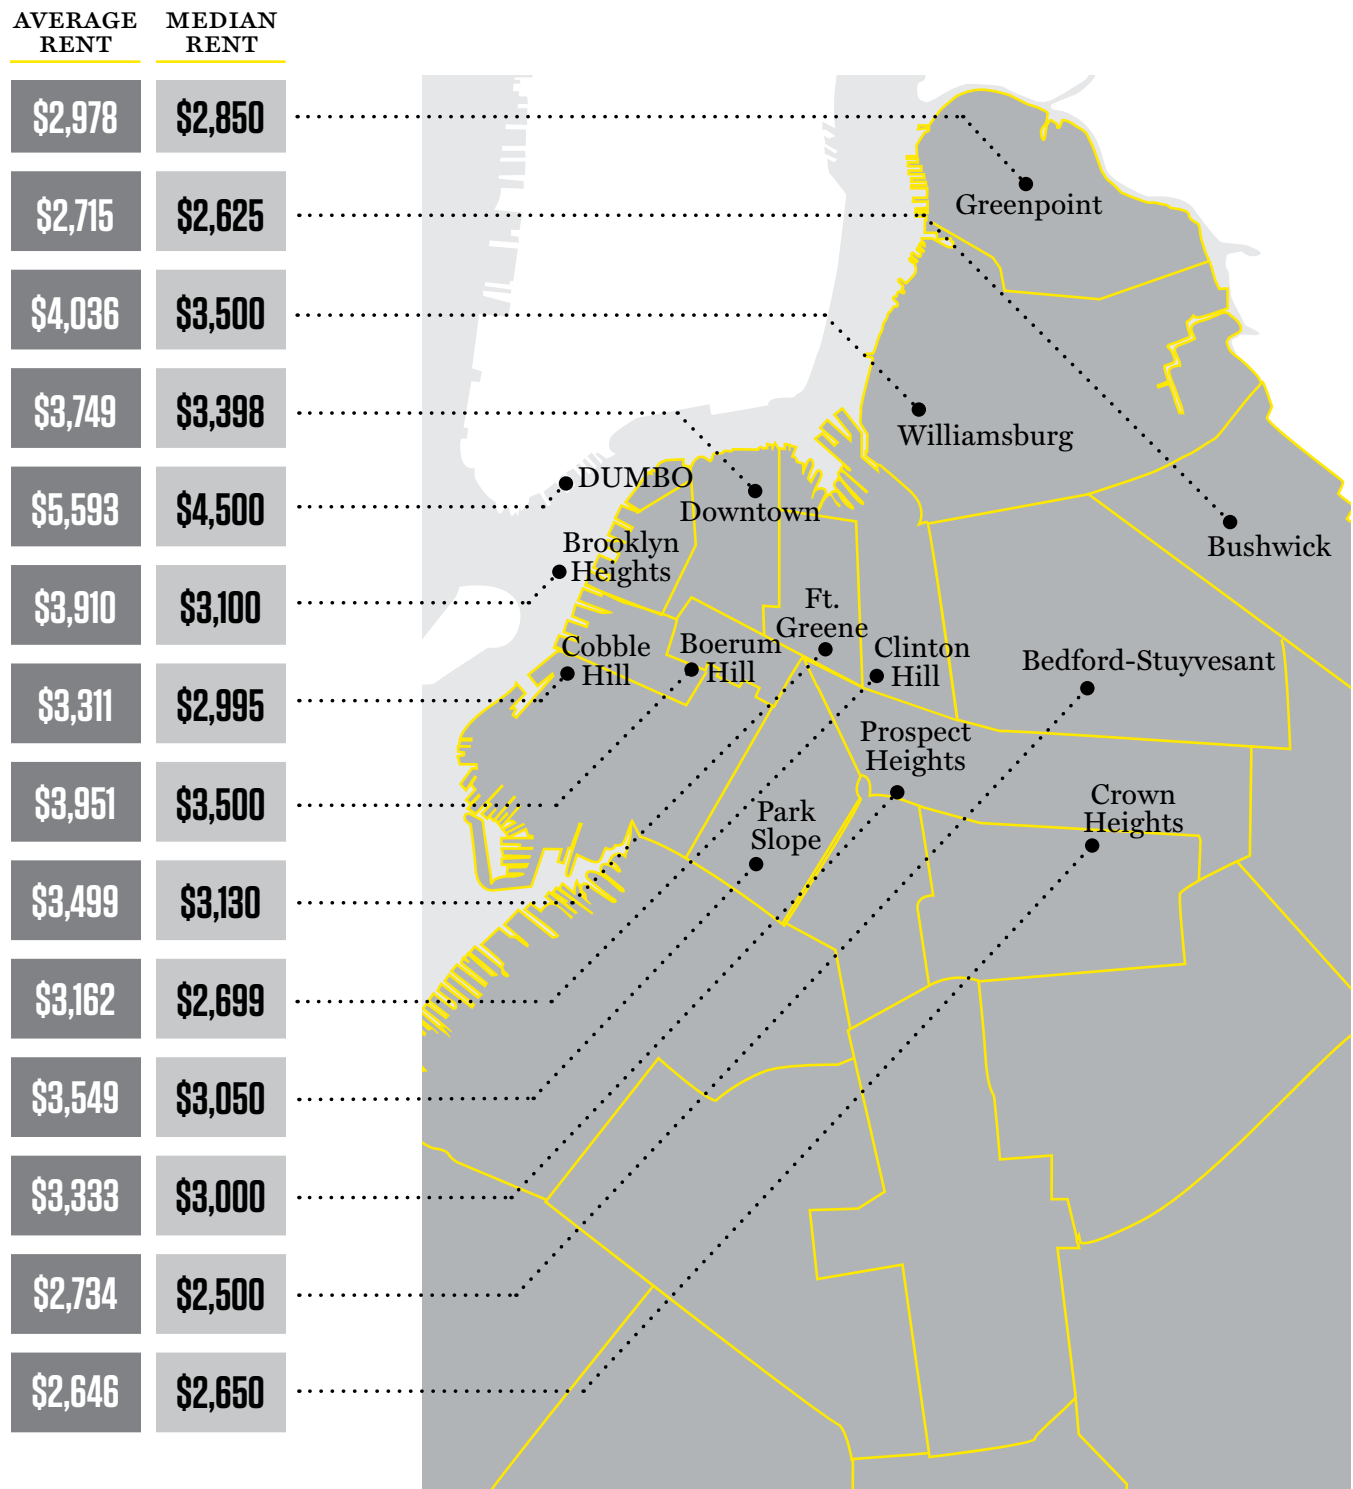 AVERAGE
RENT
MEDIAN
RENT
$2,978 $2,850
$2,715 $2,625
$4,036 $3,500
$3,749 $3,398
$5,593 $4,500
$3,910 $3,100
$3,311 $2,995
$3,951 $3,500
$3,499 $3,130
$3,162 $2,699
$3,549 $3,050
$3,333 $3,000
$2,734 $2,500
$2,646 $2,650
Greenpoint
Williamsburg
DUMBO
Downtown
Bushwick
Brooklyn
Heights
Ft.
Greene
Cobble
Hill
Boerum
Hill
Clinton
Hill
Bedford-Stuyvesant
Prospect
Heights
Park
Slope
Crown
Heights